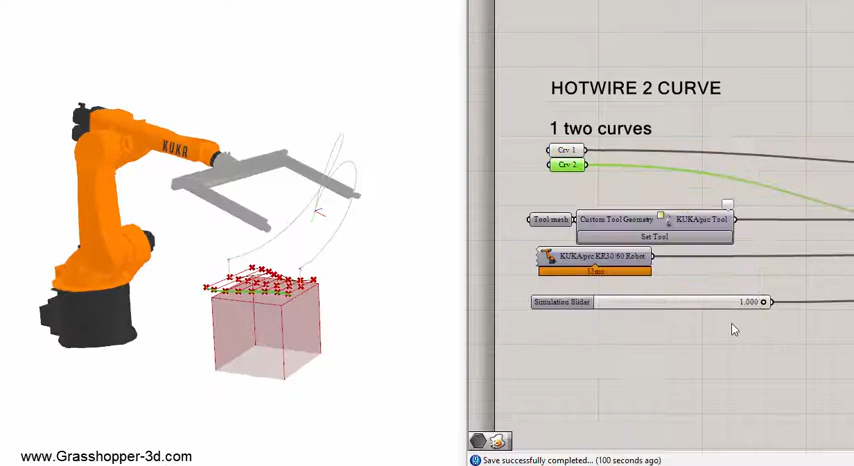 HOTWIRE 2 CURVE
1 two curves
Crv 1
Crv 2
Tool mesh
Custom Tool Geometry
KUKA|prc Tool
Set Tool
KUKA|prc KR30/60 Robot
53ms
Simulation Slider
1.000
KUKA
www.Grasshopper-3d.com
Save successfully completed... (100 seconds ago)